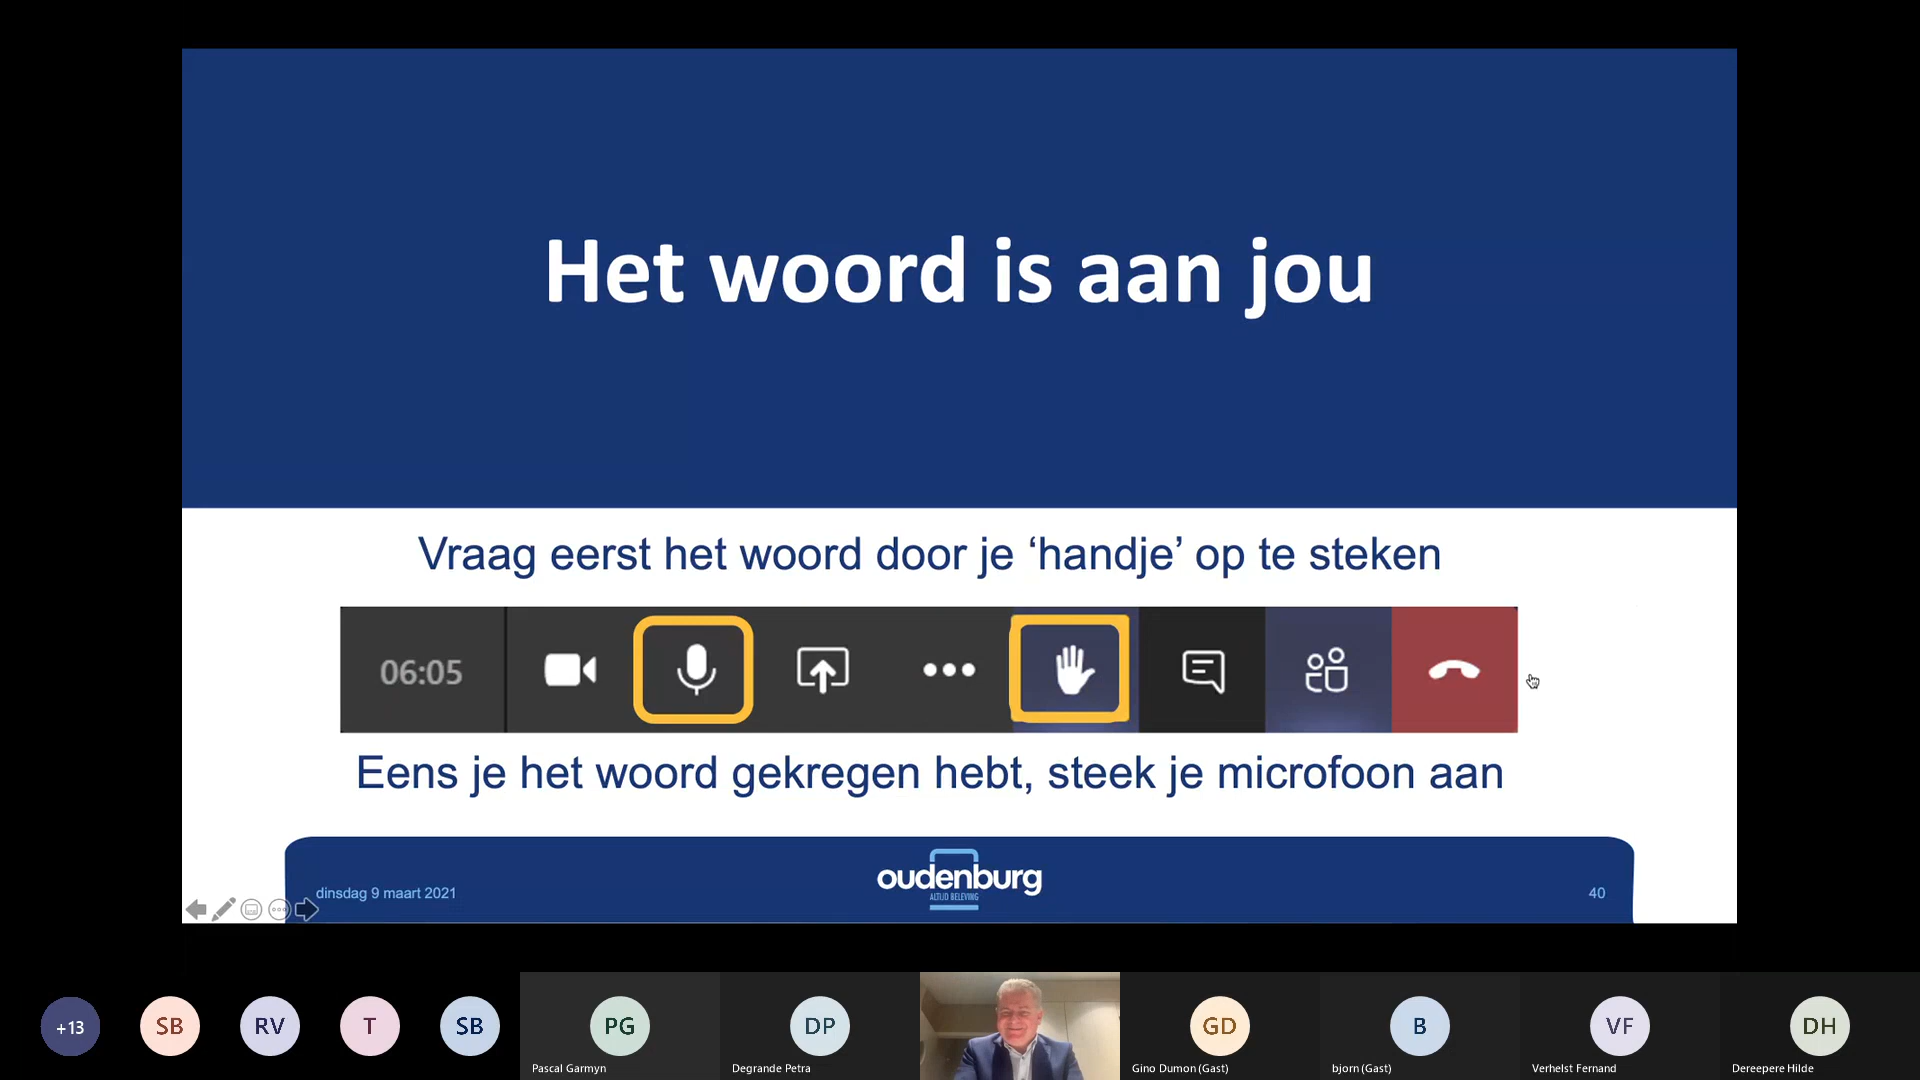 Het woord is aan jou
Vraag eerst het woord door je ‘handje’ op te steken
06:05
Eens je het woord gekregen hebt, steek je microfoon aan
dinsdag 9 maart 2021
oudenburg
ALTIJD BELEVING
40
+13
SB
RV
T
SB
PG
DP
GD
B
VF
DH
Pascal Garmyn
Degrande Petra
Gino Dumon (Gast)
bjorn (Gast)
Verhelst Fernand
Dereepere Hilde